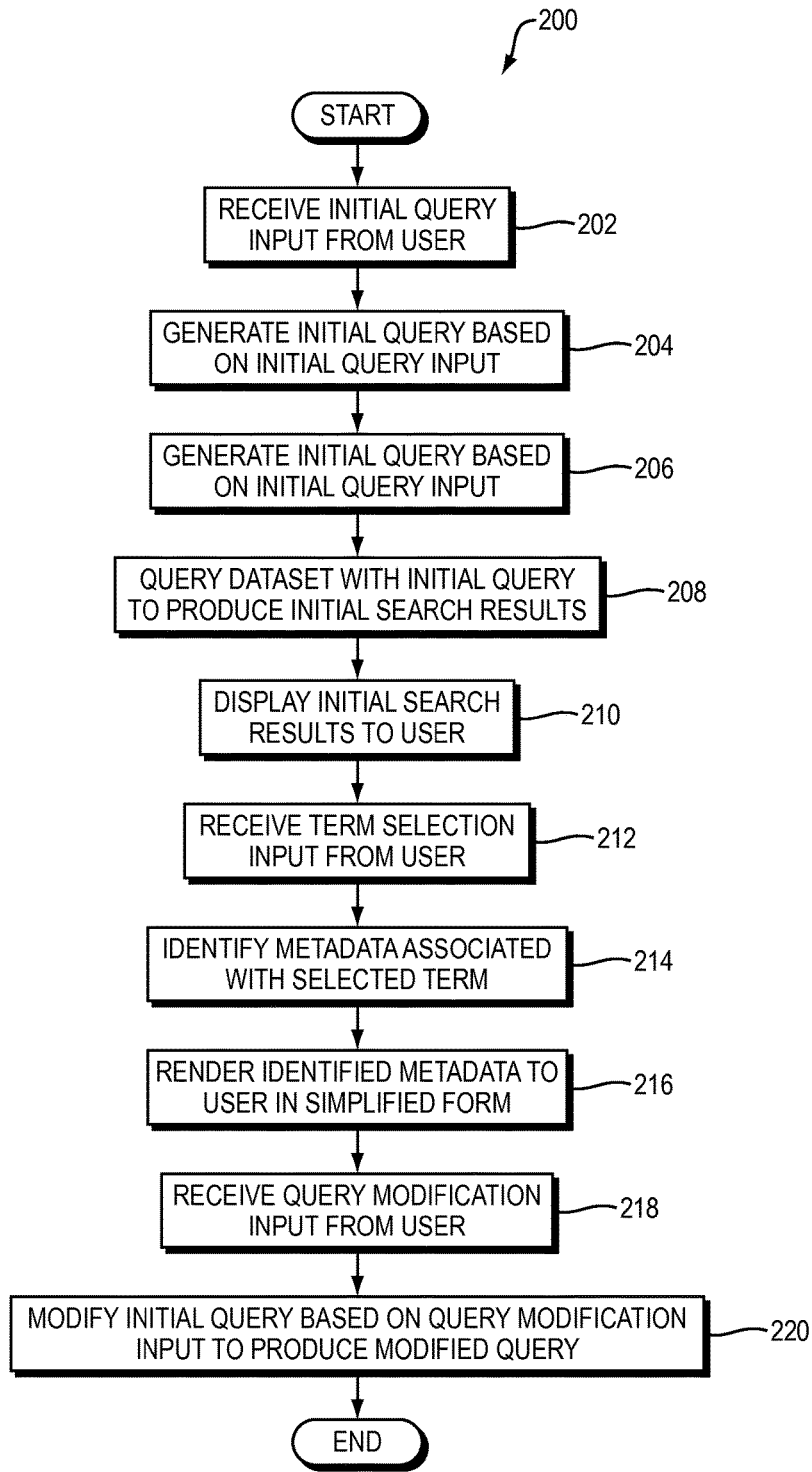 200
START
RECEIVE INITIAL QUERY
INPUT FROM USER
202
GENERATE INITIAL QUERY BASED
ON INITIAL QUERY INPUT
204
GENERATE INITIAL QUERY BASED
ON INITIAL QUERY INPUT
206
QUERY DATASET WITH INITIAL QUERY
TO PRODUCE INITIAL SEARCH RESULTS
208
DISPLAY INITIAL SEARCH
RESULTS TO USER
210
RECEIVE TERM SELECTION
INPUT FROM USER
212
IDENTIFY METADATA ASSOCIATED
WITH SELECTED TERM
214
RENDER IDENTIFIED METADATA TO
USER IN SIMPLIFIED FORM
216
RECEIVE QUERY MODIFICATION
INPUT FROM USER
218
MODIFY INITIAL QUERY BASED ON QUERY MODIFICATION
INPUT TO PRODUCE MODIFIED QUERY
220
END